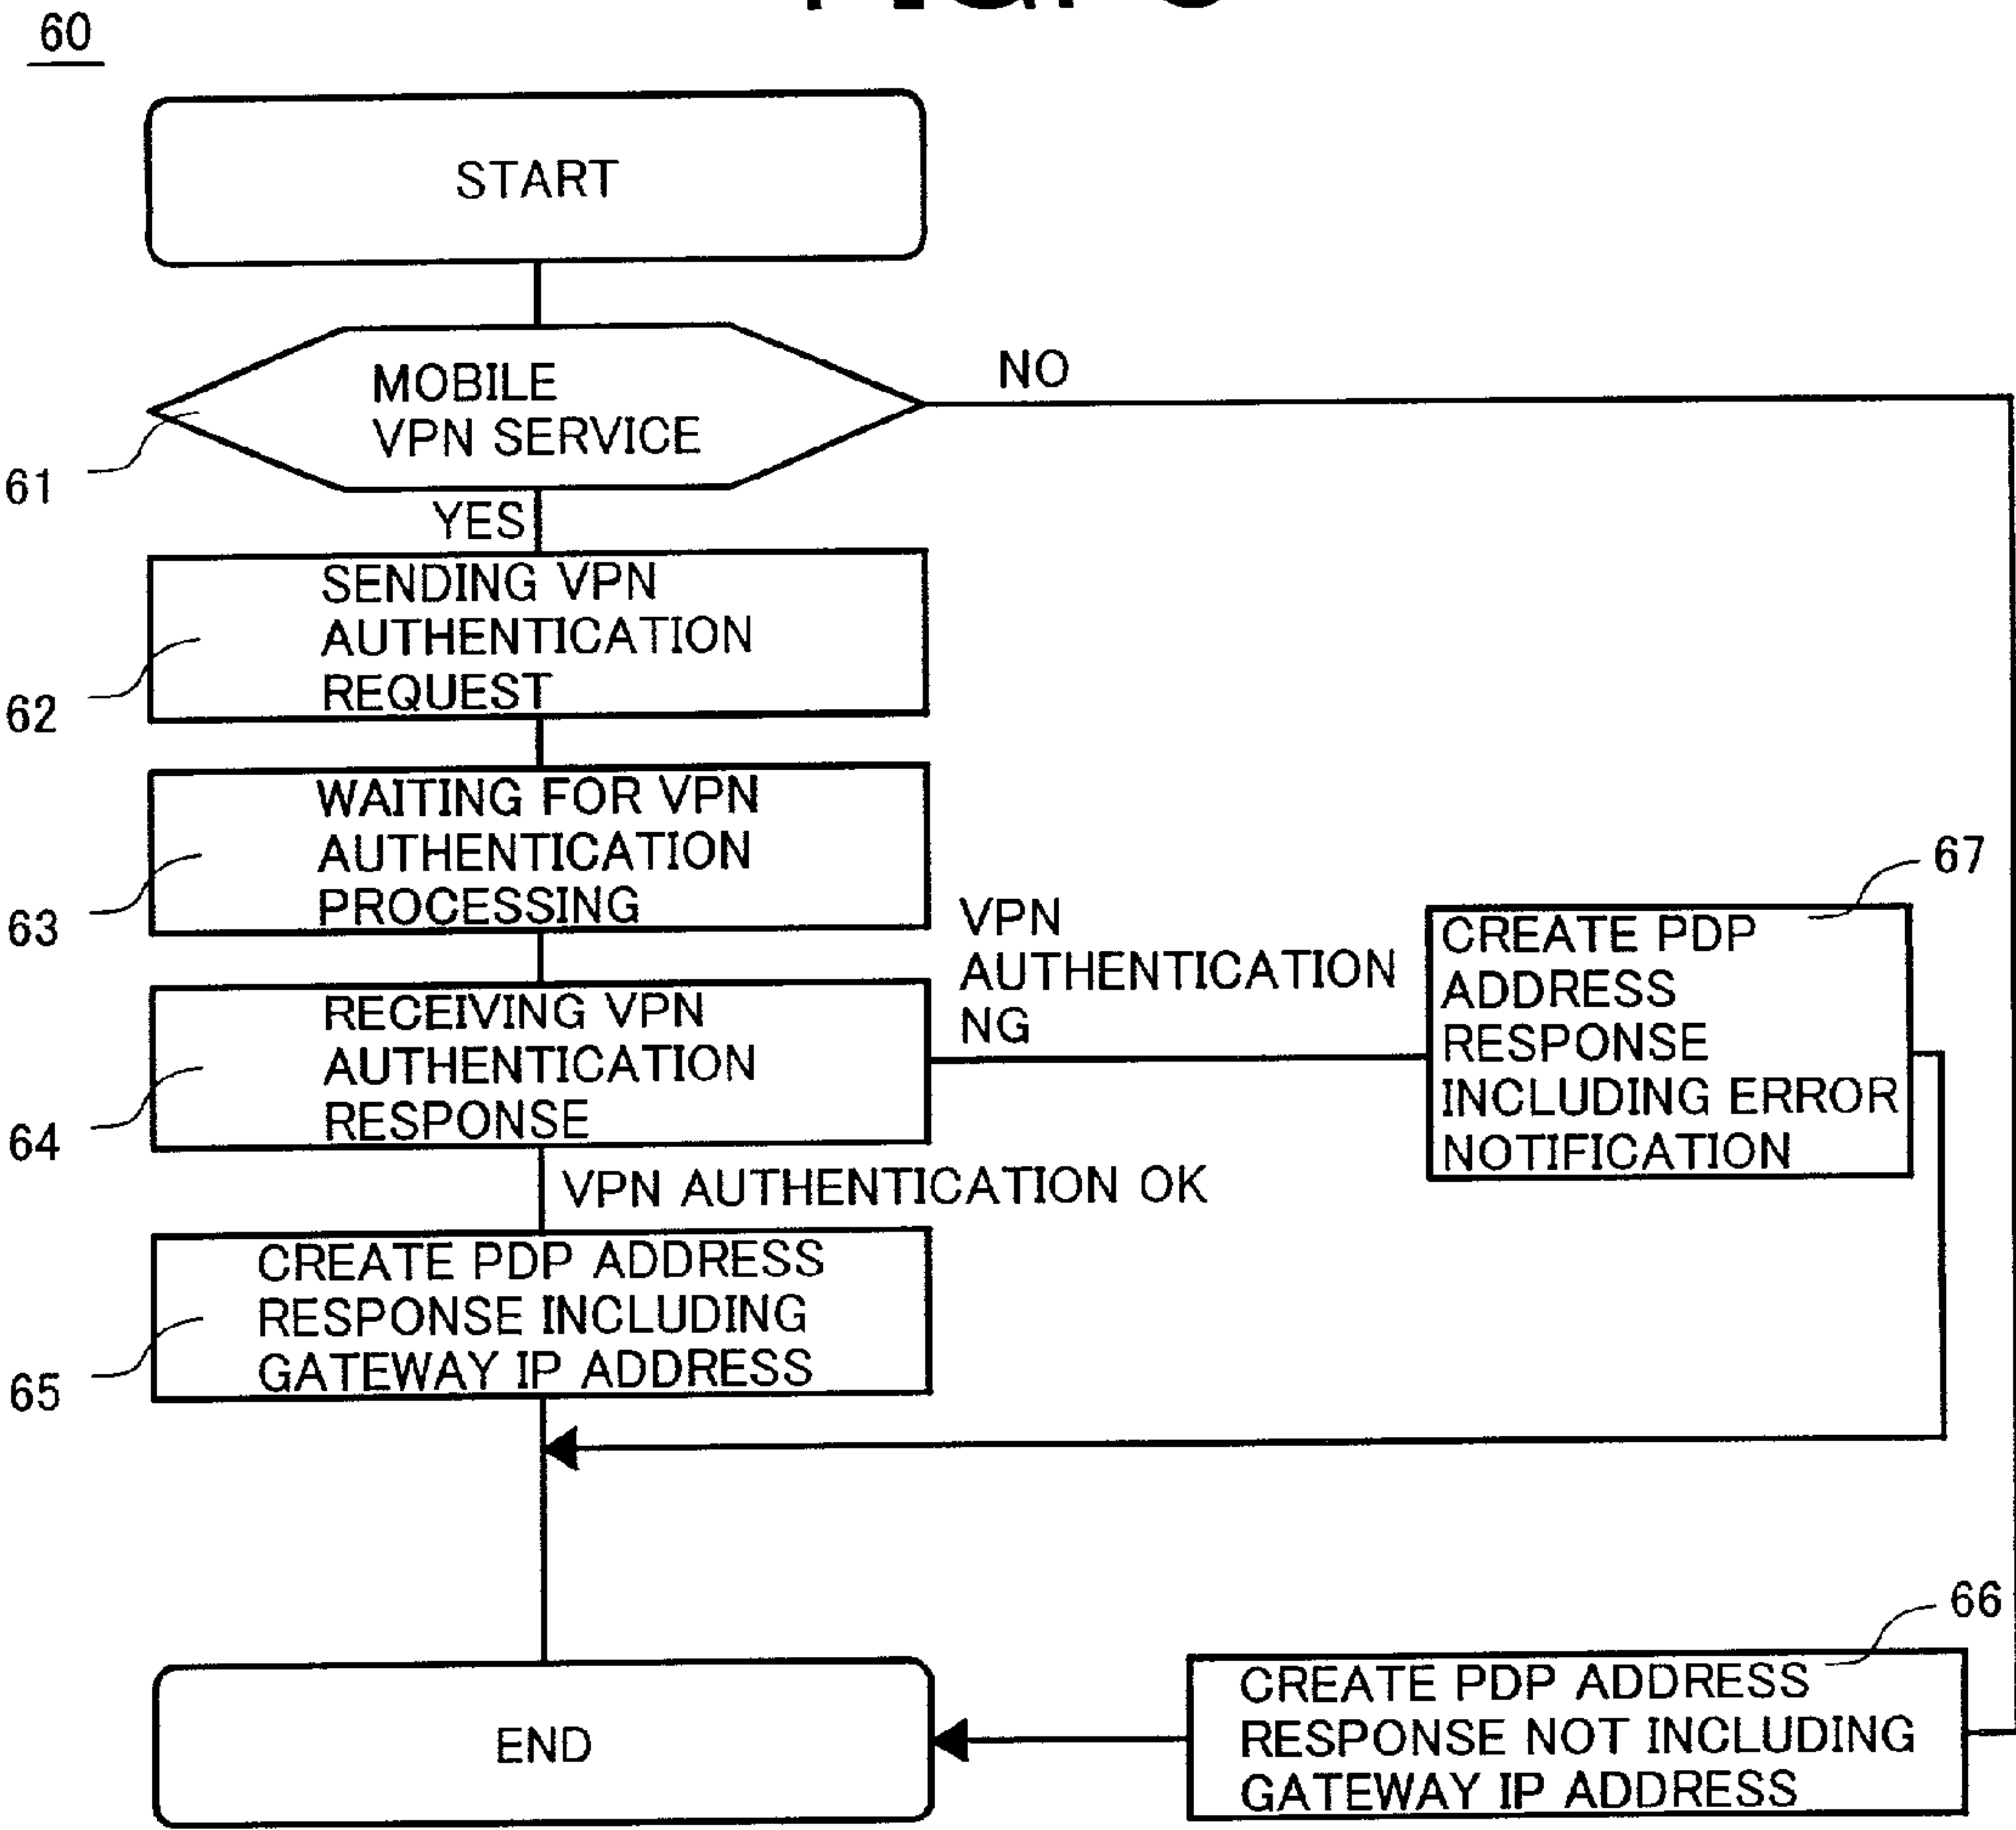 60
START
MOBILE
VPN SERVICE
NO
61
YES
SENDING VPN
AUTHENTICATION
REQUEST
62
WAITING FOR VPN
AUTHENTICATION
PROCESSING
63
RECEIVING VPN
AUTHENTICATION
RESPONSE
64
VPN
AUTHENTICATION
NG
67
CREATE PDP
ADDRESS
RESPONSE
INCLUDING ERROR
NOTIFICATION
VPN AUTHENTICATION OK
CREATE PDP ADDRESS
RESPONSE INCLUDING
GATEWAY IP ADDRESS
65
66
CREATE PDP ADDRESS
RESPONSE NOT INCLUDING
GATEWAY IP ADDRESS
END